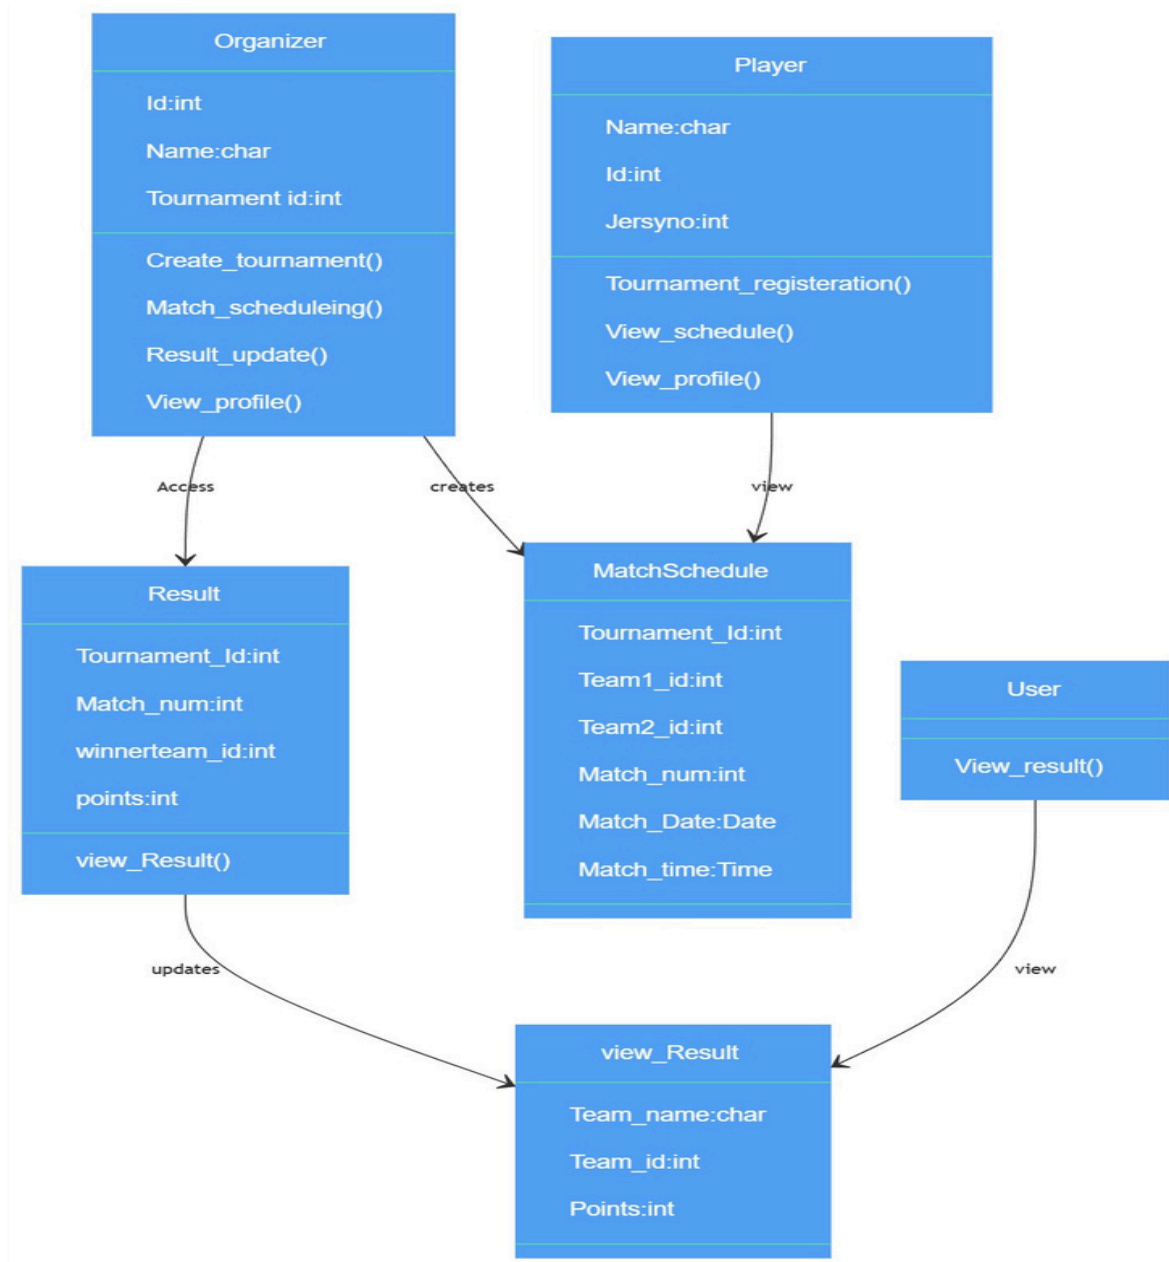 Organizer
Id:int
Name:char
Tournament id:int
Create_tournament()
Match_scheduleing()
Result_update()
View_profile()
Player
Name:char
Id:int
Jersyno:int
Tournament_registeration()
View_schedule()
View_profile()
Access
creates
view
Result
Tournament_Id:int
Match_num:int
winnerteam_id:int
points:int
view_Result()
MatchSchedule
Tournament_Id:int
Team1_id:int
Team2_id:int
Match_num:int
Match_Date:Date
Match_time:Time
User
View_result()
updates
view
view_Result
Team_name:char
Team_id:int
Points:int